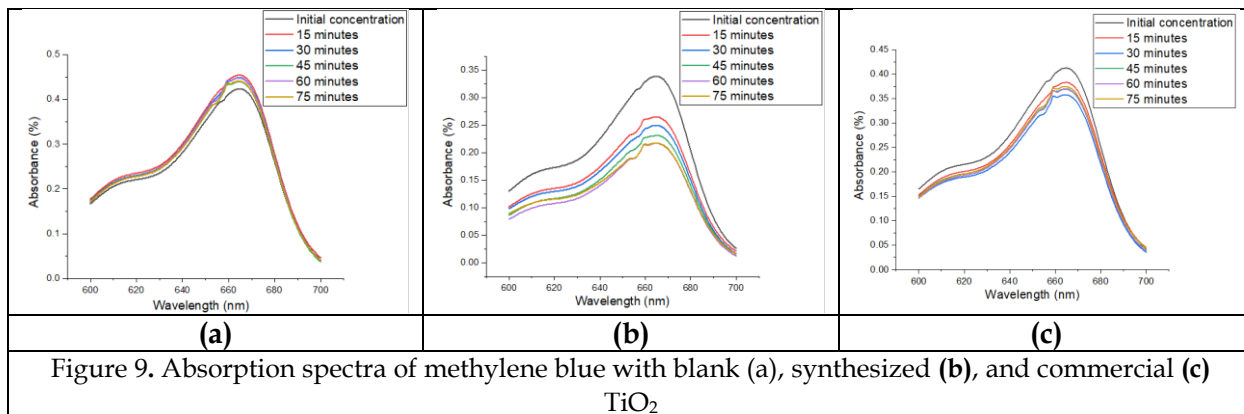 Initial concentration
15 minutes
30 minutes
45 minutes
60 minutes
75 minutes
0.5
0.4
0.3
0.2
0.1
0.0
Absorbance (%)
600
620
640
660
680
700
Wavelength (nm)
Initial concentration
15 minutes
30 minutes
45 minutes
60 minutes
75 minutes
0.35
0.30
0.25
0.20
0.15
0.10
0.05
0.00
Absorbance (%)
600
620
640
660
680
700
Wavelength (nm)
Initial concentration
15 minutes
30 minutes
45 minutes
60 minutes
75 minutes
0.45
0.40
0.35
0.30
0.25
0.20
0.15
0.10
0.05
0.00
Absorbance (%)
600
620
640
660
680
700
Wavelength (nm)
(a)
(b)
(c)
Figure 9. Absorption spectra of methylene blue with blank (a), synthesized (b), and commercial (c)
TiO₂